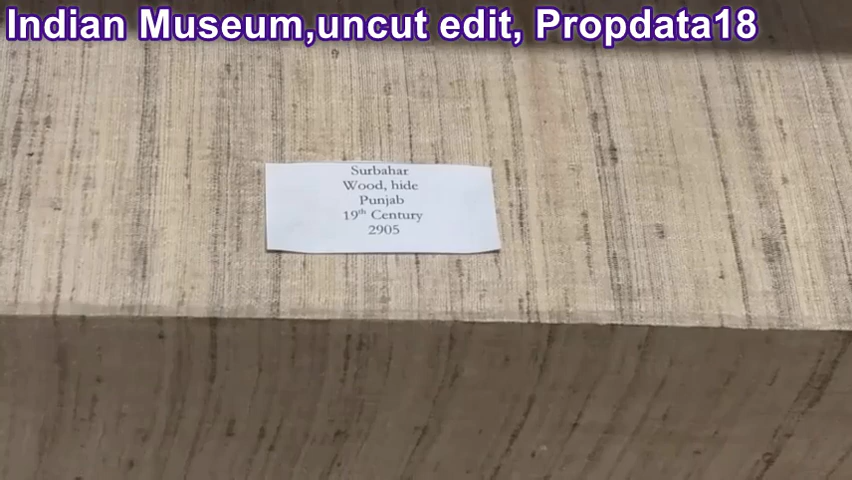 Indian Museum,uncut edit, Propdata18
Surbahar
Wood, hide
Punjab
19th Century
2905